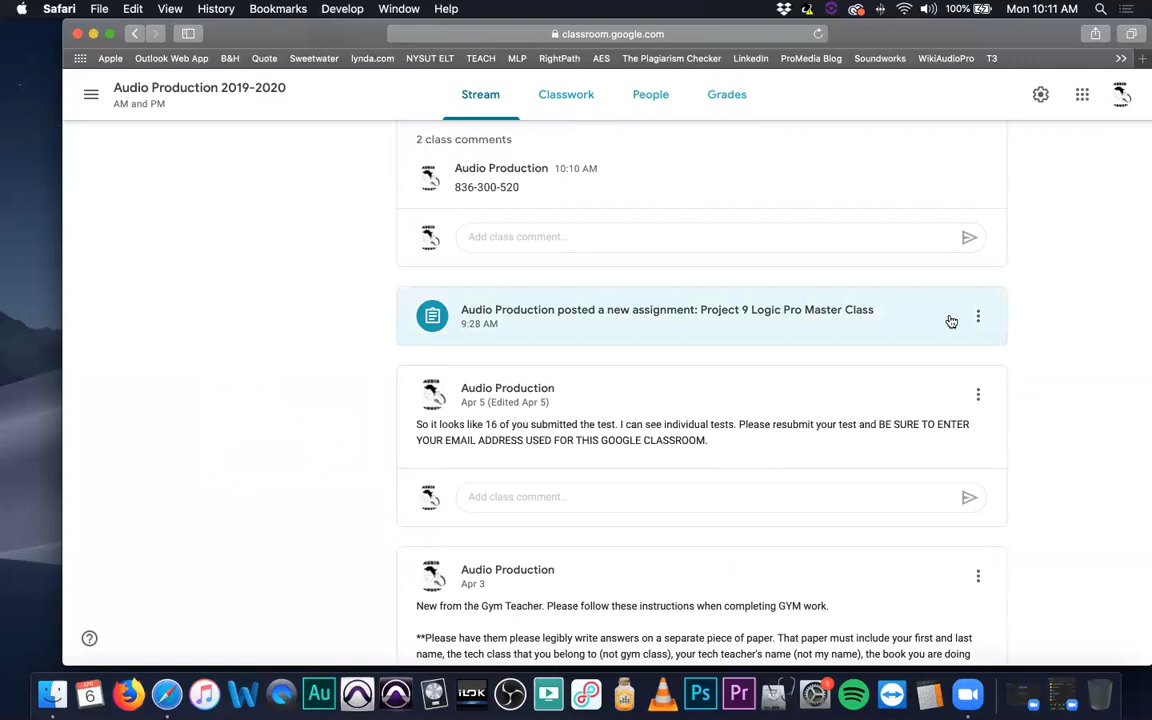 Safari File Edit View History Bookmarks Develop Window Help 100% Mon 10:11 AM
classroom.google.com
Apple Outlook Web App B&H Quote Sweetwater lynda.com NYSUT ELT TEACH MLP RightPath AES The Plagiarism Checker LinkedIn ProMedia Blog Soundworks WikiAudioPro T3
Audio Production 2019-2020
AM and PM
Stream Classwork People Grades
2 class comments
Audio Production 10:10 AM
836-300-520
Add class comment...
Audio Production posted a new assignment: Project 9 Logic Pro Master Class
9:28 AM
Audio Production
Apr 5 (Edited Apr 5)
So it looks like 16 of you submitted the test. I can see individual tests. Please resubmit your test and BE SURE TO ENTER
YOUR EMAIL ADDRESS USED FOR THIS GOOGLE CLASSROOM.
Add class comment...
Audio Production
Apr 3
New from the Gym Teacher. Please follow these instructions when completing GYM work.
**Please have them please legibly write answers on a separate piece of paper. That paper must include your first and last
name, the tech class that you belong to (not gym class), your tech teacher's name (not my name), the book you are doing
APR
6
Au
iLOK
Ps
Pr
1